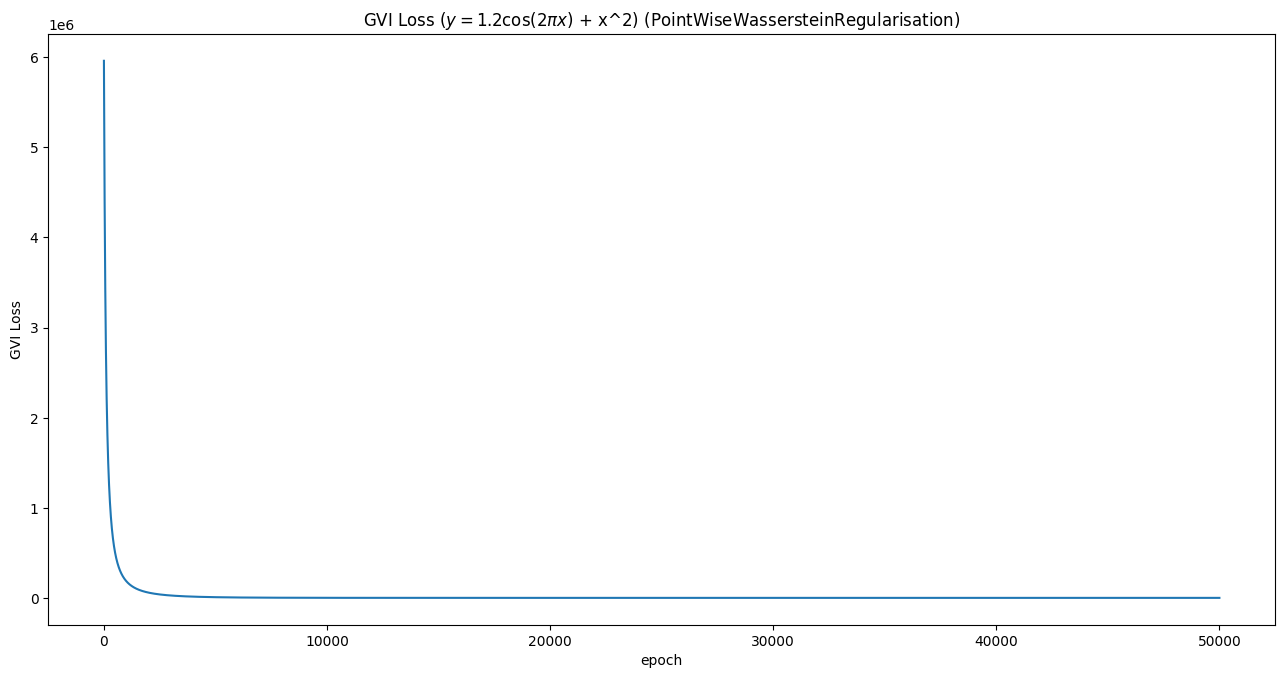 GVI Loss (y = 1.2cos(2πx) + x^2) (PointWiseWassersteinRegularisation)
1e6
6
5
4
3
2
1
0
GVI Loss
0 10000 20000 30000 40000 50000
epoch